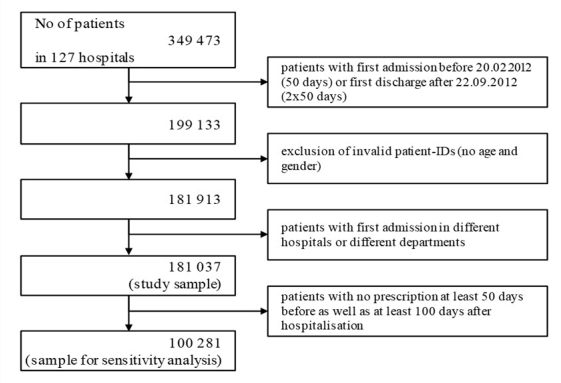 No of patients
349 473
in 127 hospitals
patients with first admission before 20.022012
(50 days) or first discharge after 22.09.2012
(2x50 days)
199 133
exclusion of invalid patient-IDs (no age and
gender)
181 913
patients with first admission in different
hospitals or different departments
181 037
(study sample)
patients with no prescription at least 50 days
before as well as at least 100 days after
hospitalisation
100 281
(sample for sensitivity analysis)